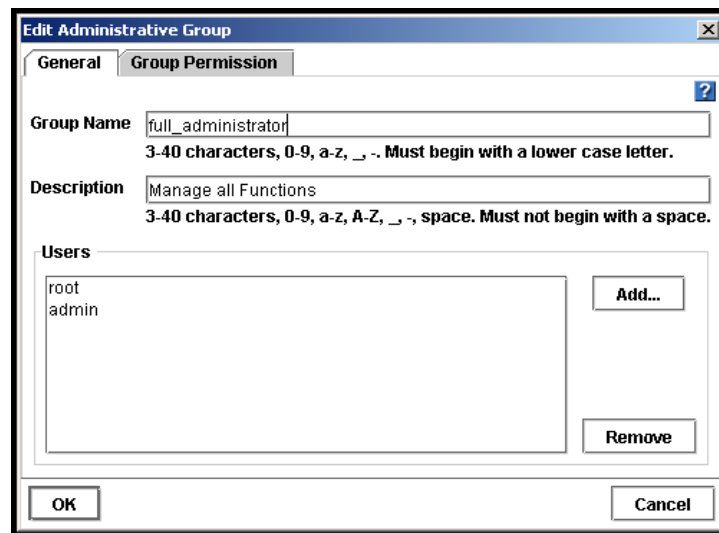 Edit Administrative Group
General Group Permission
?
Group Name full_administrator
3-40 characters, 0-9, a-z, _, -. Must begin with a lower case letter.
Description Manage all Functions
3-40 characters, 0-9, a-z, A-Z, _, -, space. Must not begin with a space.
Users
root
admin
Add...
Remove
OK Cancel